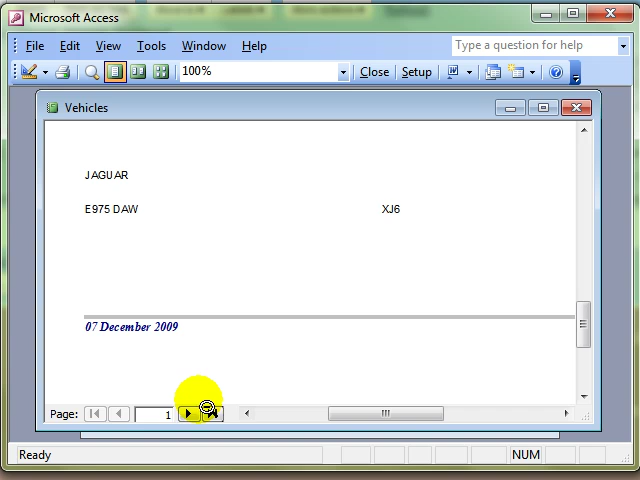 Microsoft Access
File Edit View Tools Window Help Type a question for help
100% Close Setup
Vehicles
JAGUAR
E975 DAW XJ6
07 December 2009
Page: 1
Ready NUM